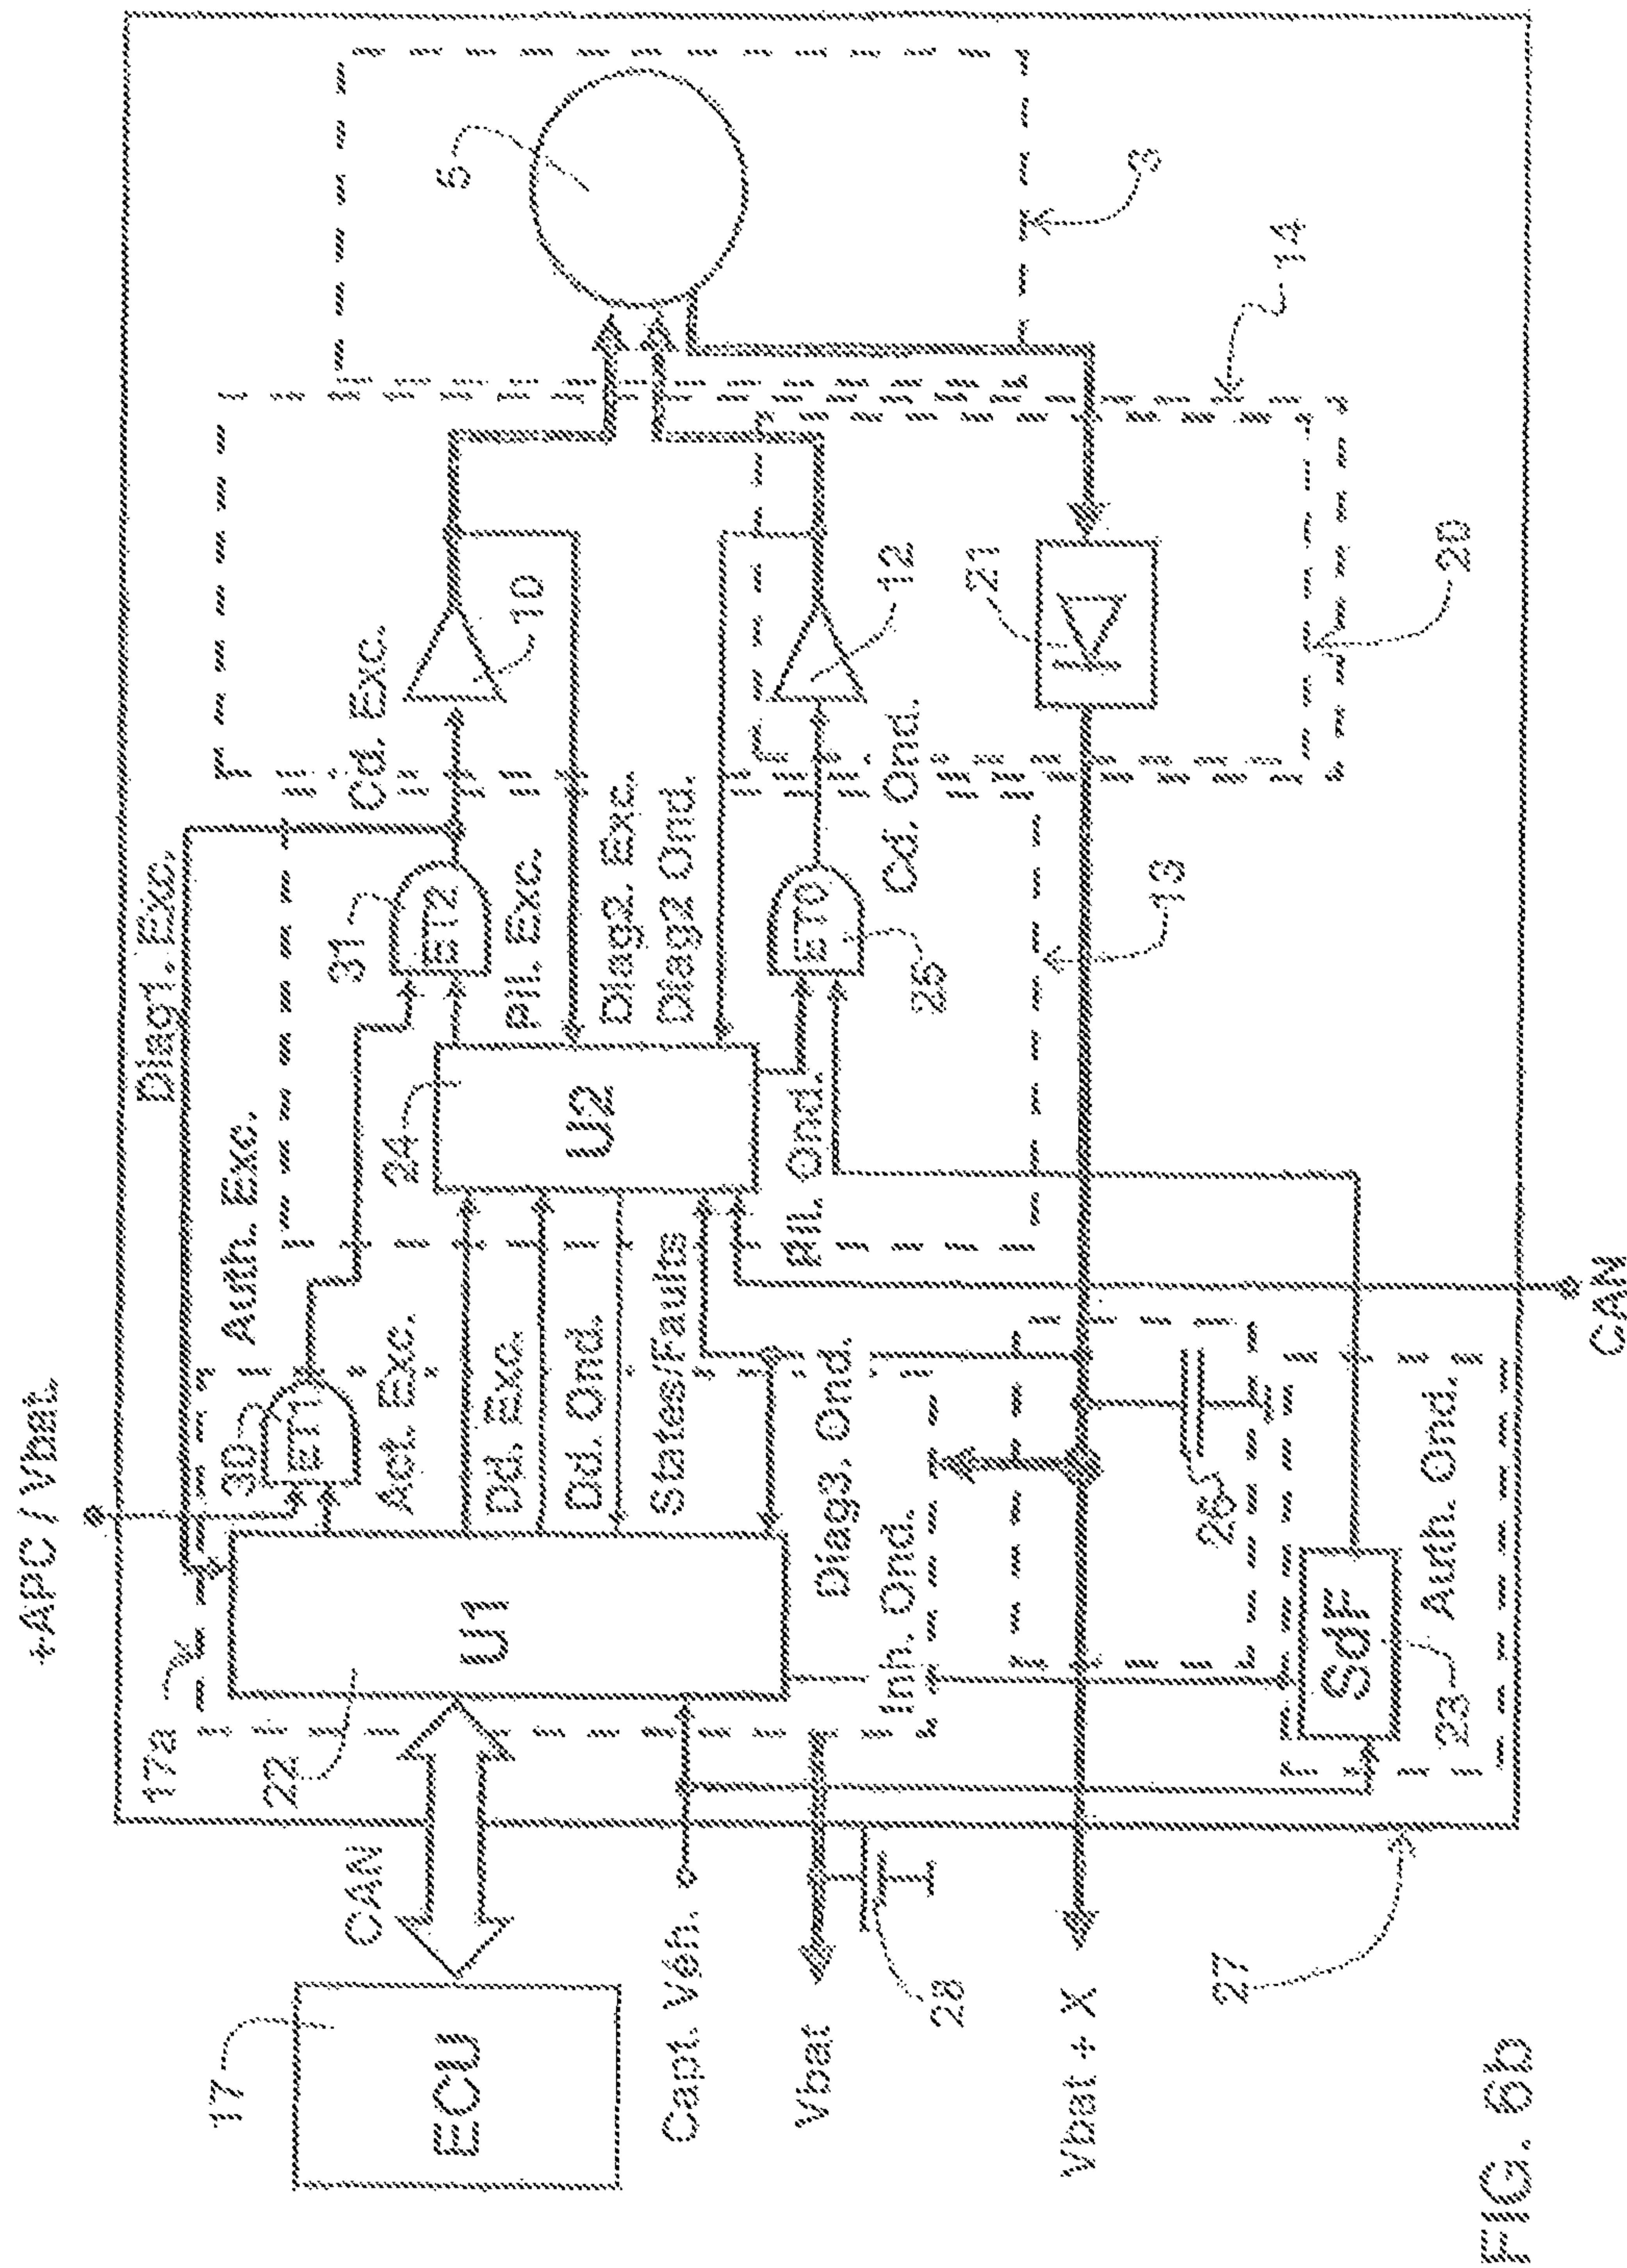 +APC / Vbat.
Diag1. Exc.
17a
30
ET1
Auth. Exc.
31
ET2
Cd. Exc.
10
5
22
U1
Act. Exc.
Dd. Exc.
Dd. Ond.
States/Faults
24
U2
Pil. Exc.
Diag2. Exc.
Diag2 Ond.
17
ECU
CAN
Capt. Véh.
Vbat
28
Vbat + X
Inh. Ond.
Diag3. Ond.
Pil. Ond.
ET0
25
Cd. Ond.
12
21
26
13
3
14
20
SdF
23
Auth. Ond.
27
CAN
FIG. 6b